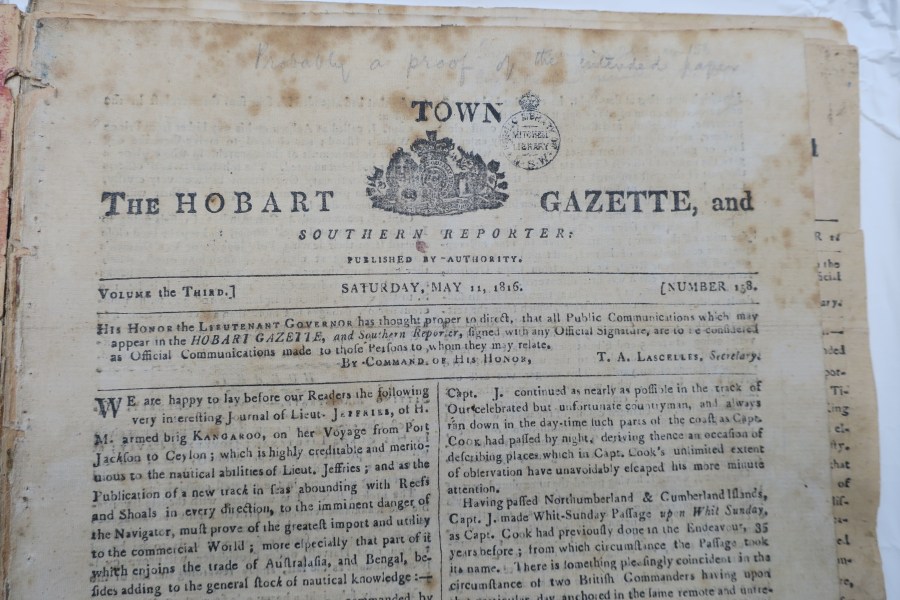 Probably a proof of the intended paper
TOWN
MITCHELL
LIBRARY
N.S.W.
THE HOBART GAZETTE, and
SOUTHERN REPORTER:
PUBLISHED BY AUTHORITY.
VOLUME the THIRD.] SATURDAY, MAY 11, 1816. [NUMBER 158.
HIS HONOR the LIEUTENANT GOVERNOR has thought proper to direct, that all Public Communications which may
appear in the HOBART GAZETTE, and Southern Reporter, signed with any Official Signature, are to be considered
as Official Communications made to those Persons to whom they may relate.
BY COMMAND OF HIS HONOR, T. A. LASCELLES, Secretary.
WE are happy to lay before our Readers the following
very interesting Journal of Lieut. JEFFRIES, of H.
M. armed brig KANGAROO, on her Voyage from Port
Jackson to Ceylon; which is highly creditable and merito-
rious to the nautical abilities of Lieut. Jeffries; and as the
Publication of a new track in seas abounding with Reefs
and Shoals in every direction, to the imminent danger of
the Navigator, must prove of the greatest import and utility
to the commercial World; more especially that part of it
which enjoins the trade of Australasia, and Bengal, be-
sides adding to the general stock of nautical knowledge:—
commanded by
Capt. J. continued as nearly as possible in the track of
Our celebrated but unfortunate countryman, and always
ran down in the day-time such parts of the coast as Capt.
COOK had passed by night, deriving thence an occasion of
describing places which in Capt. Cook's unlimited extent
of observation have unavoidably escaped his more minute
attention.
Having passed Northumberland & Cumberland Islands,
Capt. J. made Whit-Sunday Passage upon Whit Sunday,
as Capt. Cook had previously done in the Endeavour, 35
years before; from which circumstance the Passage took
its name. There is something pleasingly coincident in the
circumstance of two British Commanders having upon
day, anchored in the same remote and unfre-